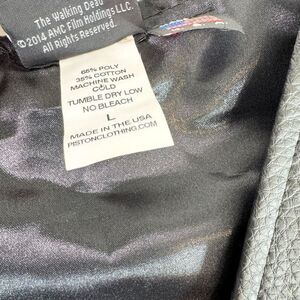 The Walking Dead
©2014 AMC Film Holdings LLC.
All Rights Reserved.
65% POLY
35% COTTON
MACHINE WASH
COLD
TUMBLE DRY LOW
NO BLEACH
L
MADE IN THE USA
PISTONCLOTHING.COM